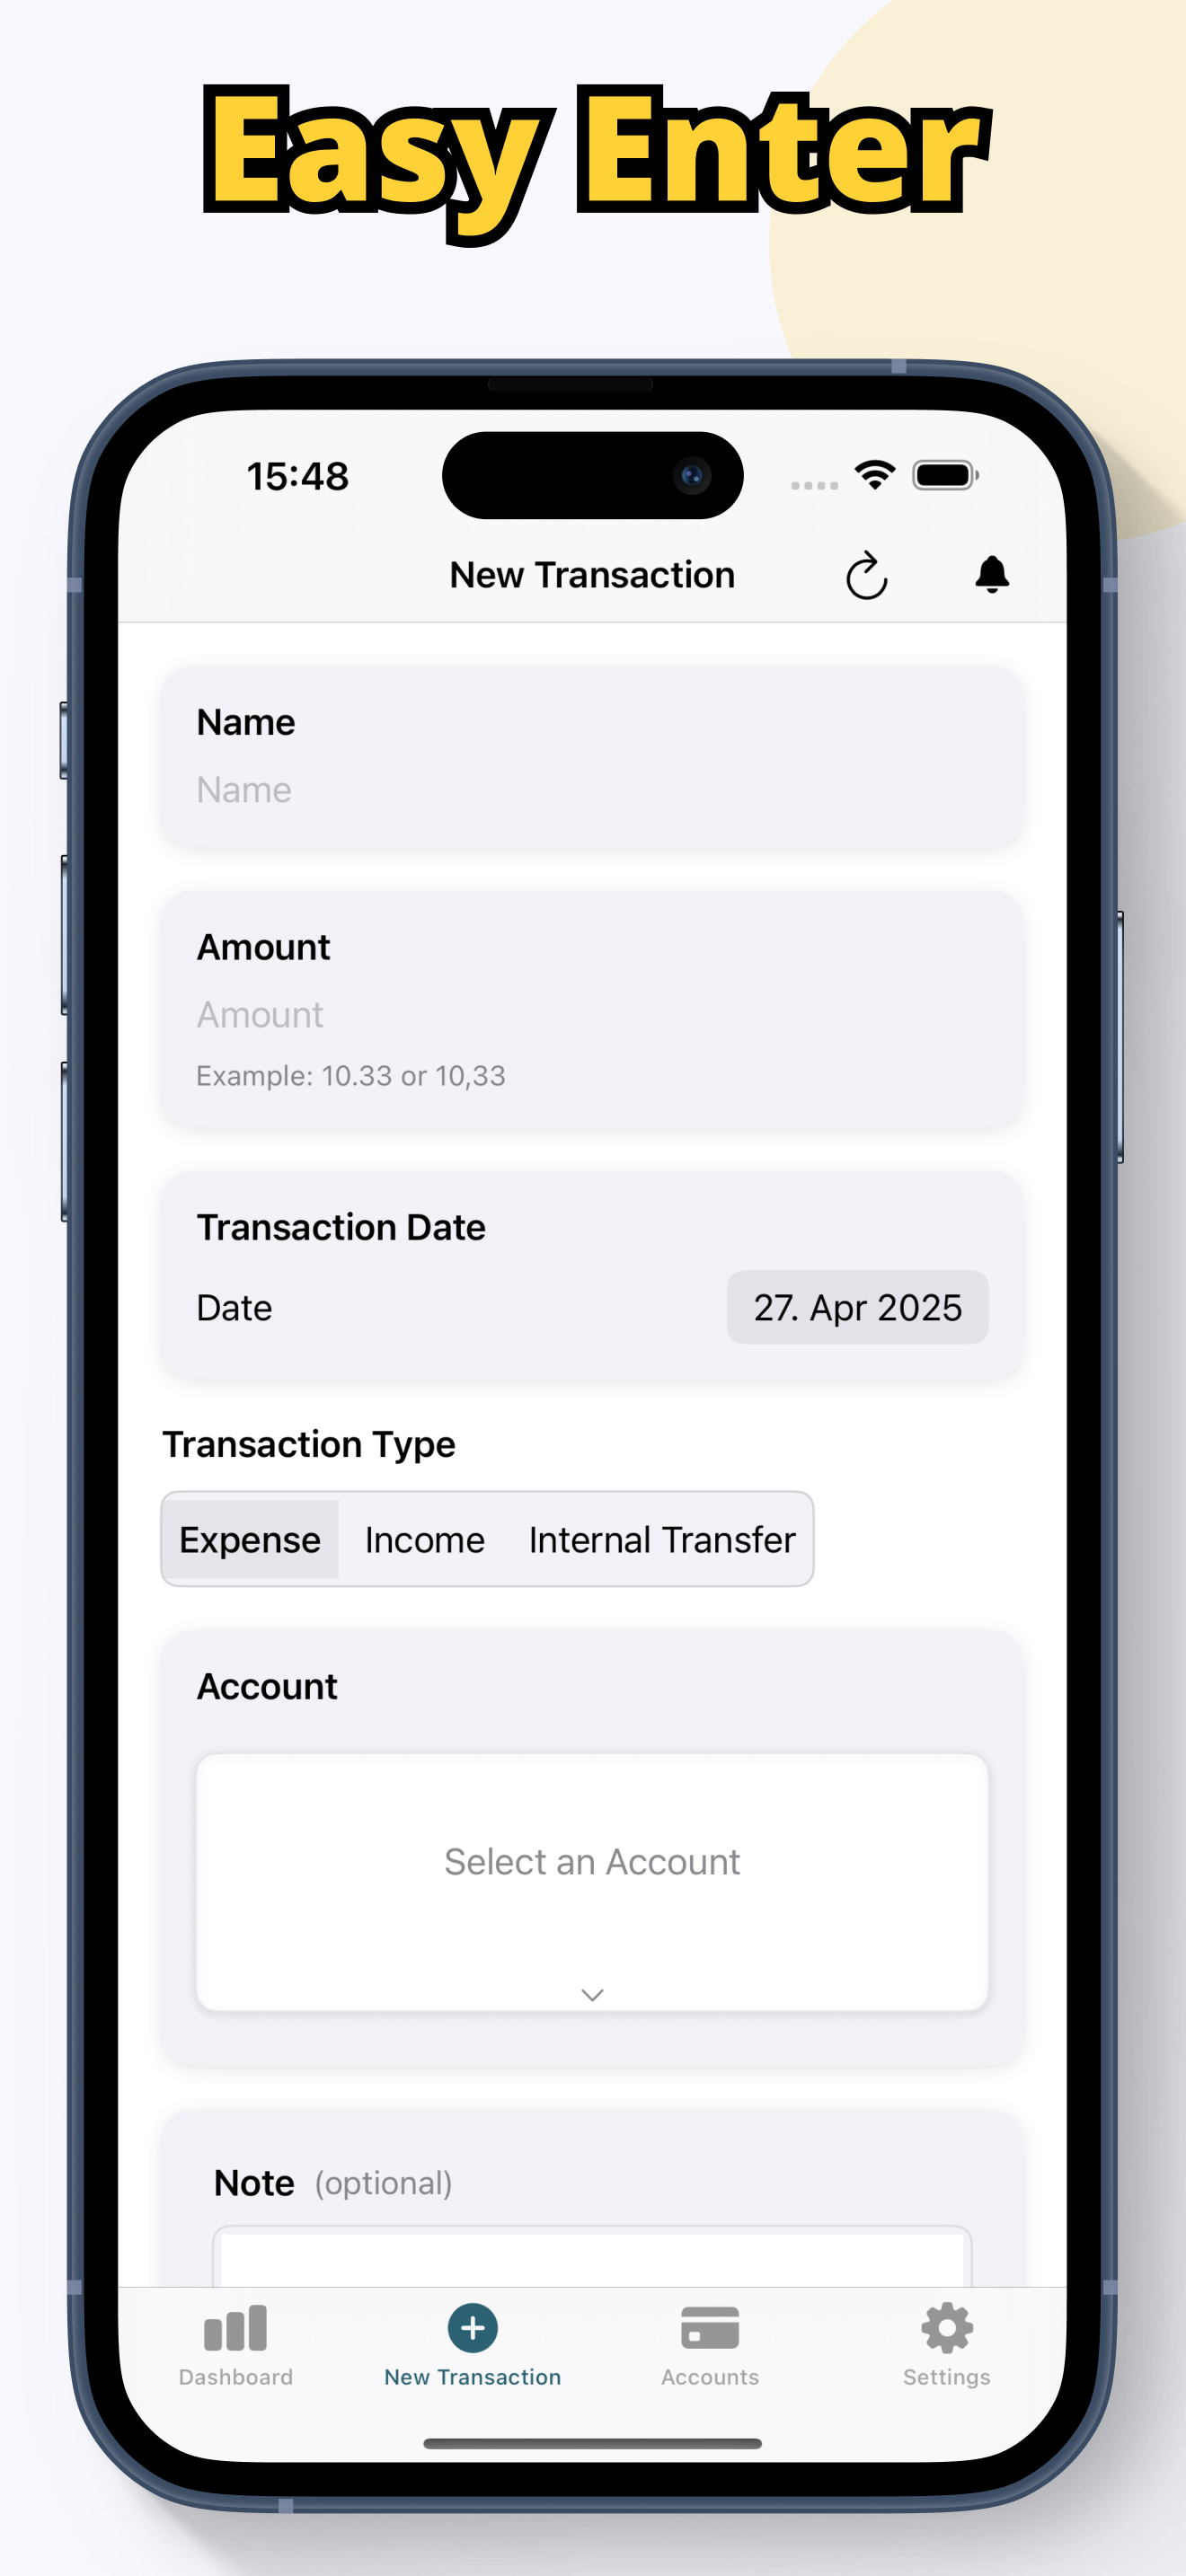 Easy Enter
15:48
New Transaction
Name
Name
Amount
Amount
Example: 10.33 or 10,33
Transaction Date
Date 27. Apr 2025
Transaction Type
Expense Income Internal Transfer
Account
Select an Account
Note (optional)
Dashboard New Transaction Accounts Settings